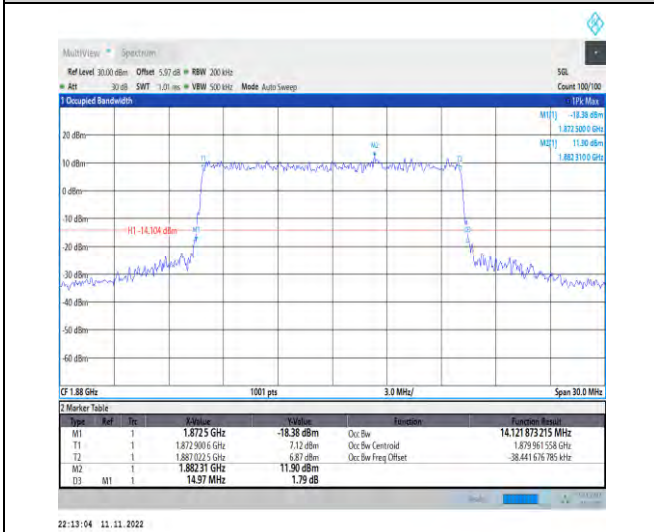 MultiView Spectrum
Ref Level 30.00 dBm Offset 5.97 dB RBW 200 kHz SGL
Att 30 dB SWT 1.01 ms VBW 500 kHz Mode Auto Sweep Count 100/100
1 Occupied Bandwidth 1Pk Max
M1[1] -18.38 dBm
1.872 500 0 GHz
20 dBm
M2[1] 11.90 dBm
1.882 310 0 GHz
M2
T1 T2
10 dBm
0 dBm
-10 dBm
H1 -14.104 dBm M1 D3
-20 dBm
-30 dBm
-40 dBm
-50 dBm
-60 dBm
CF 1.88 GHz 1001 pts 3.0 MHz/ Span 30.0 MHz
2 Marker Table
Type Ref Trc X-Value Y-Value Function Function Result
M1 1 1.8725 GHz -18.38 dBm Occ Bw 14.121 873 215 MHz
T1 1 1.872 900 6 GHz 7.12 dBm Occ Bw Centroid 1.879 961 558 GHz
T2 1 1.887 022 5 GHz 6.87 dBm Occ Bw Freq Offset -38.441 676 785 kHz
M2 1 1.88231 GHz 11.90 dBm
D3 M1 1 14.97 MHz 1.79 dB
22:13:04 11.11.2022